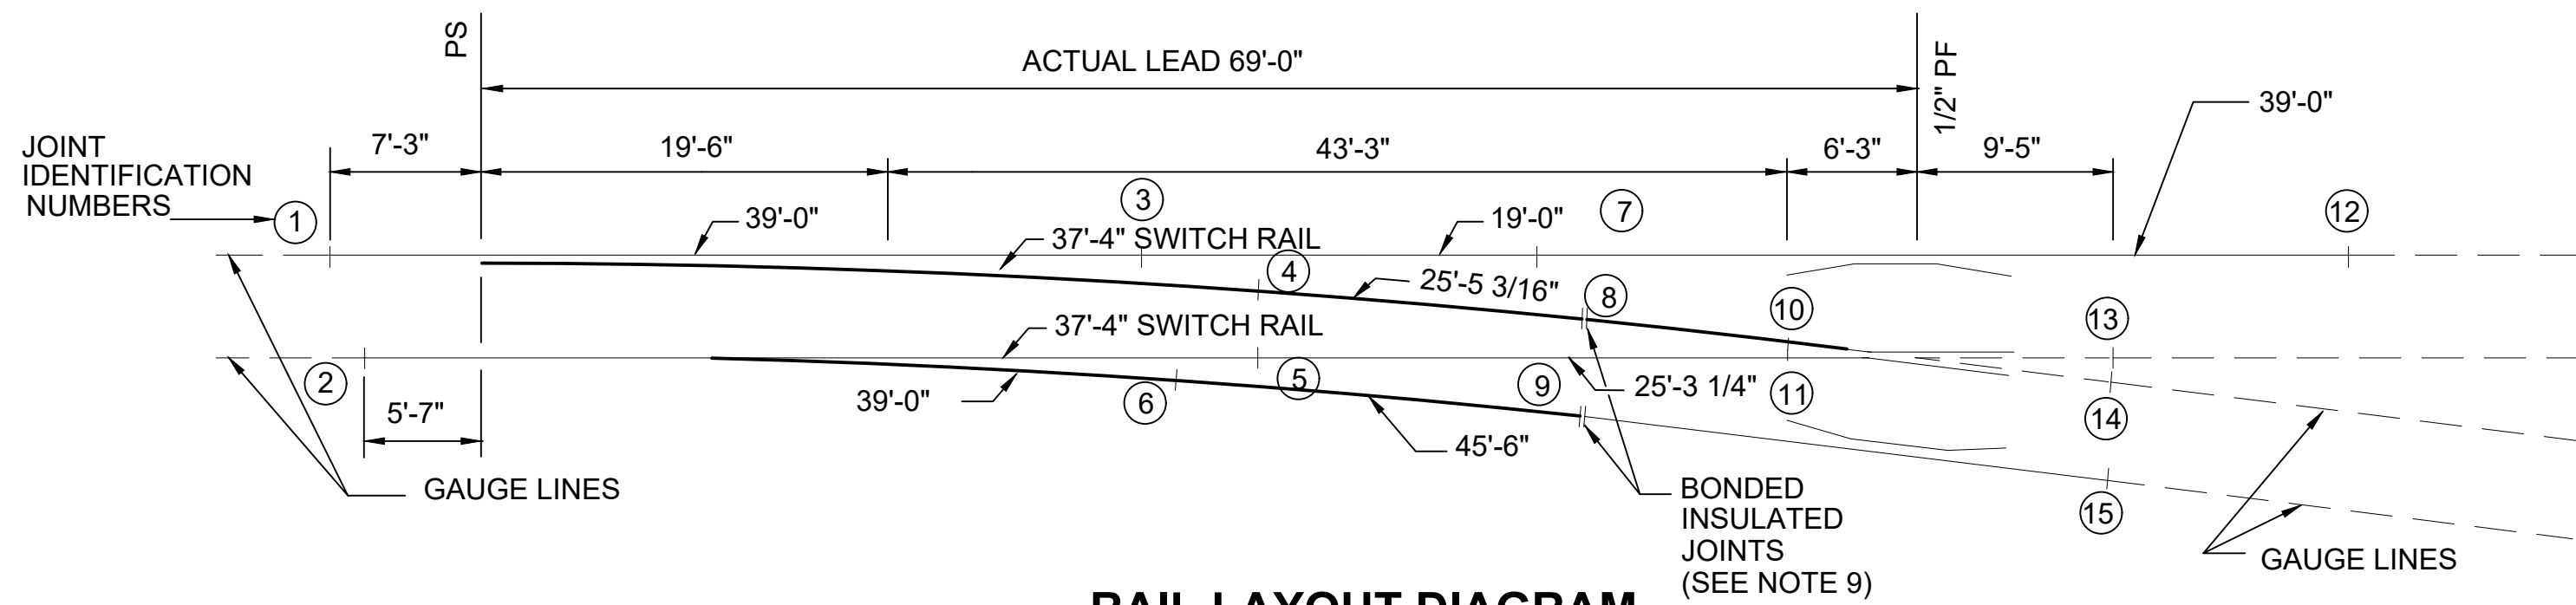 PS
ACTUAL LEAD 69'-0"
1/2" PF
39'-0"
JOINT
IDENTIFICATION
NUMBERS
7'-3"
19'-6"
43'-3"
6'-3"
9'-5"
1
39'-0"
3
37'-4" SWITCH RAIL
19'-0"
7
12
4
25'-5 3/16"
8
10
13
37'-4" SWITCH RAIL
2
5'-7"
39'-0"
6
5
9
25'-3 1/4"
11
14
45'-6"
15
GAUGE LINES
BONDED
INSULATED
JOINTS
(SEE NOTE 9)
GAUGE LINES
RAIL LAYOUT DIAGRAM